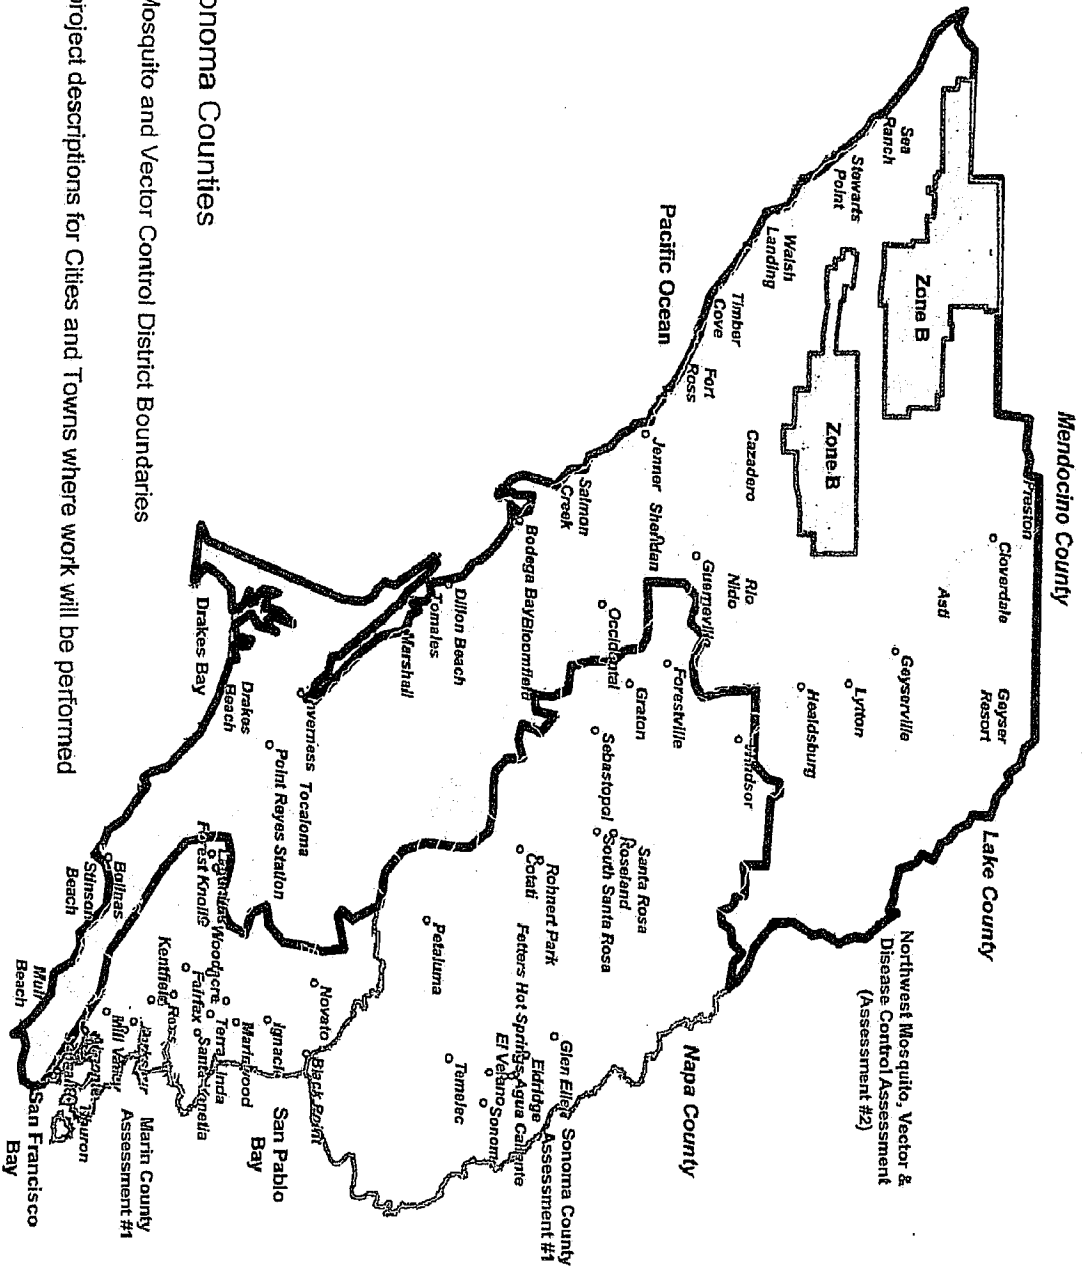 onoma Counties
Mosquito and Vector Control District Boundaries
project descriptions for Cities and Towns where work will be performed
Mendocino County
Lake County
Napa County
Northwest Mosquito, Vector &
Disease Control Assessment
(Assessment #2)
Sonoma County
Assessment #1
Marin County
Assessment #1
Pacific Ocean
San Pablo
Bay
San Francisco
Bay
Drakes Bay
Zone B
Zone B
Sea
Ranch
Stewarts
Point
Walsh
Landing
Timber
Cove
Fort
Ross
Cazadero
Jenner
Sheridan
Salmon
Creek
Preston
Cloverdale
Asti
Geyser
Resort
Geyserville
Lytton
Healdsburg
Rio
Nido
Guerneville
Windsor
Forestville
Occidental
Graton
Sebastopol
Santa Rosa
Roseland
South Santa Rosa
Bodega Bay
Bloomfield
Rohnert Park
Cotati
Dillon Beach
Tomales
Marshall
Fetters Hot Springs
Agua Caliente
Glen Ellen
Eldridge
El Verano
Sonoma
Temelec
Petaluma
Inverness
Tocaloma
Point Reyes Station
Drakes
Beach
Novato
Black Point
Ignacio
Marinwood
Lagunitas
Forest Knolls
Woodacre
Terra Linda
Santa Venetia
Fairfax
Ross
Kentfield
Larkspur
Mill Valley
Bolinas
Stinson
Beach
Muir
Beach
Tiburon